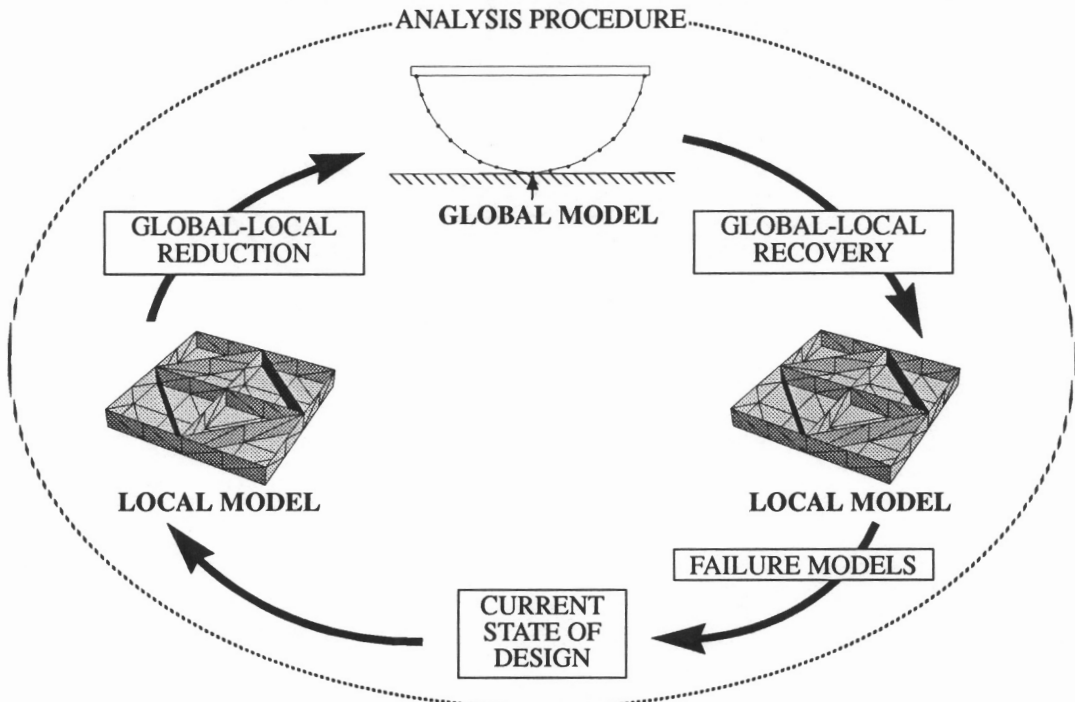 ANALYSIS PROCEDURE
GLOBAL MODEL
GLOBAL-LOCAL
REDUCTION
GLOBAL-LOCAL
RECOVERY
LOCAL MODEL
LOCAL MODEL
FAILURE MODELS
CURRENT
STATE OF
DESIGN